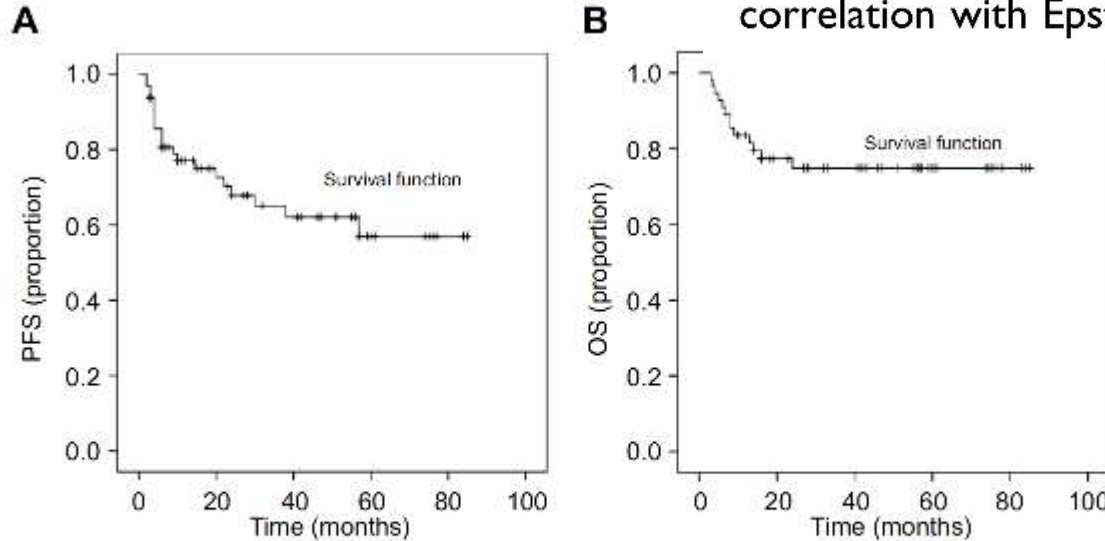 A
B
correlation with Eps
1.0
0.8
0.6
0.4
0.2
0.0
PFS (proportion)
Survival function
0 20 40 60 80 100
Time (months)
1.0
0.8
0.6
0.4
0.2
0.0
OS (proportion)
Survival function
0 20 40 60 80 100
Time (months)